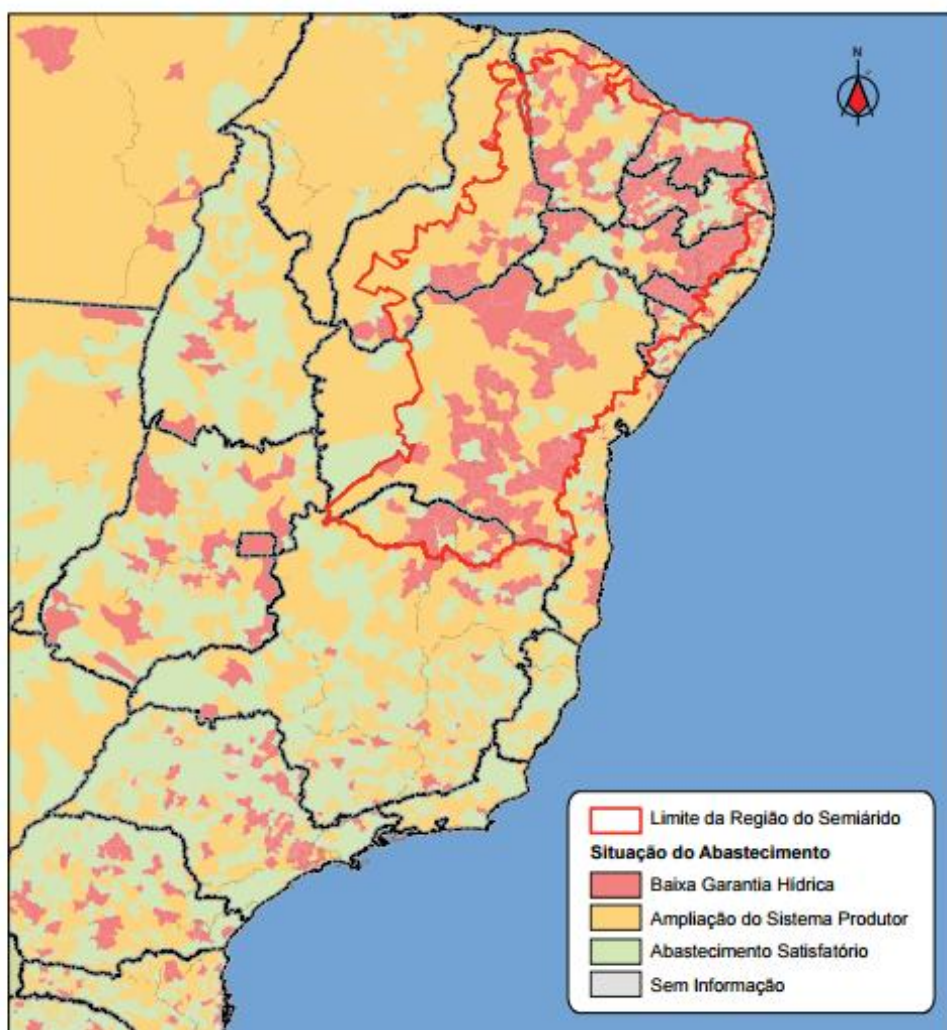 N
Limite da Região do Semiárido
Situação do Abastecimento
Baixa Garantia Hídrica
Ampliação do Sistema Produtor
Abastecimento Satisfatório
Sem Informação